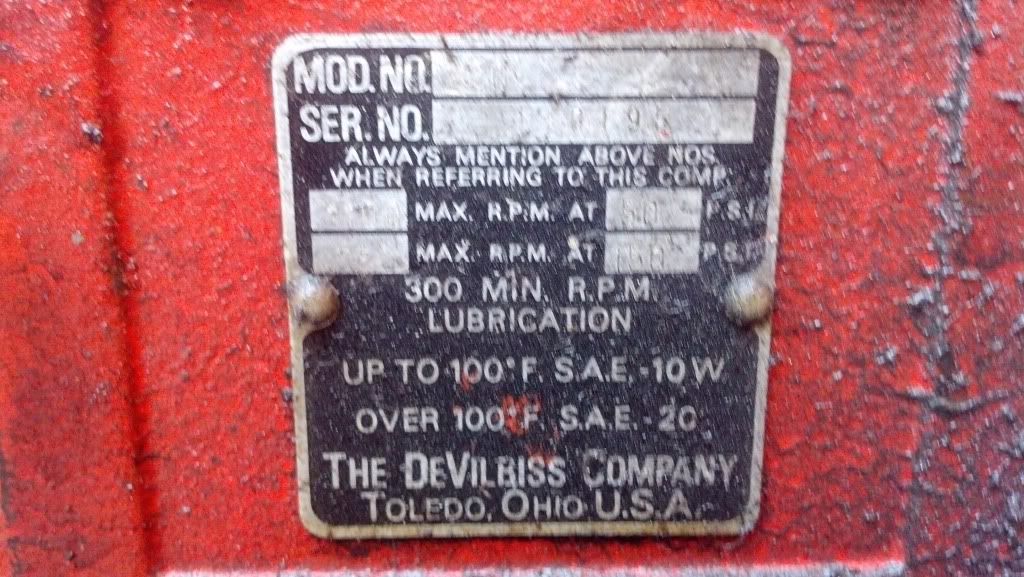 MOD. NO.
SER. NO.
ALWAYS MENTION ABOVE NOS.
WHEN REFERRING TO THIS COMP.
MAX. R.P.M. AT P.S.I.
MAX. R.P.M. AT P.S.I.
300 MIN. R.P.M.
LUBRICATION
UP TO 100°F. S.A.E.-10W
OVER 100°F. S.A.E.-20
THE DEVILBISS COMPANY
TOLEDO, OHIO U.S.A.